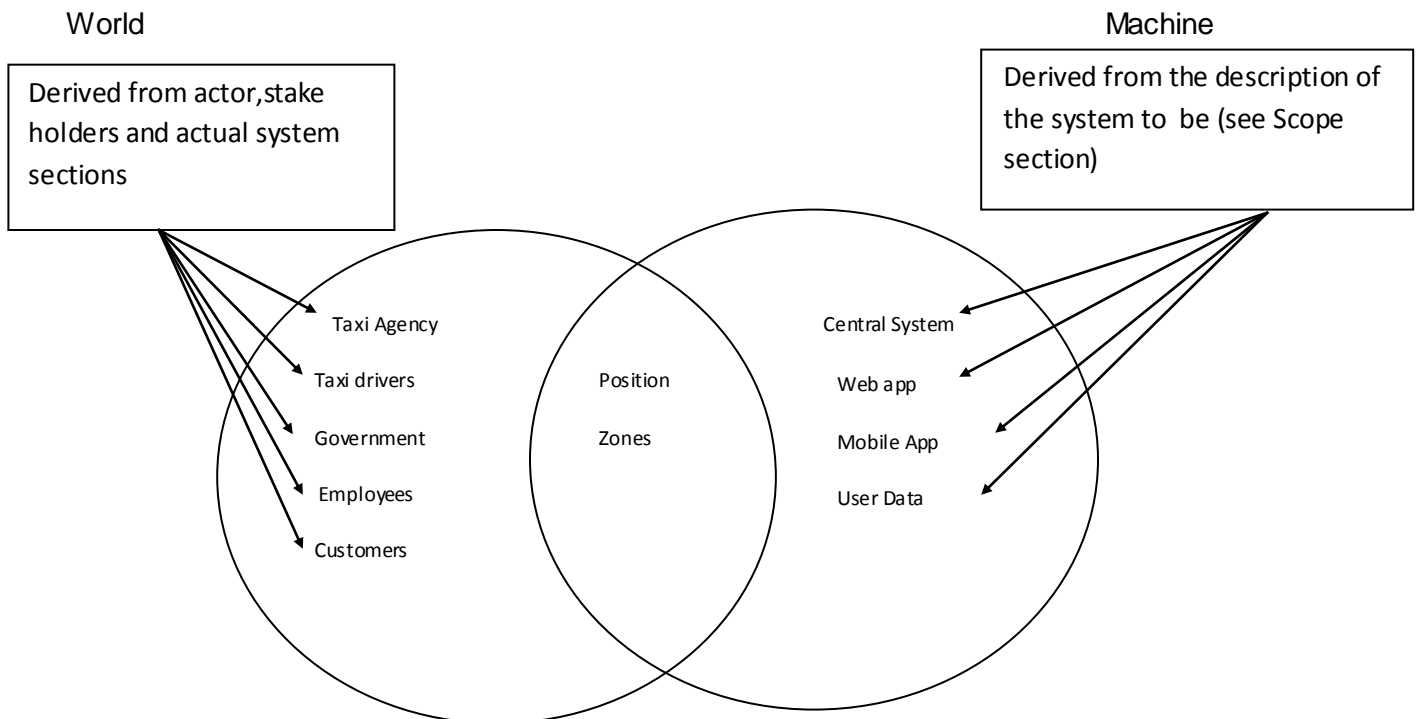 World
Machine
Derived from actor,stake
holders and actual system
sections
Derived from the description of
the system to be (see Scope
section)
Taxi Agency
Taxi drivers
Government
Employees
Customers
Position
Zones
Central System
Web app
Mobile App
User Data